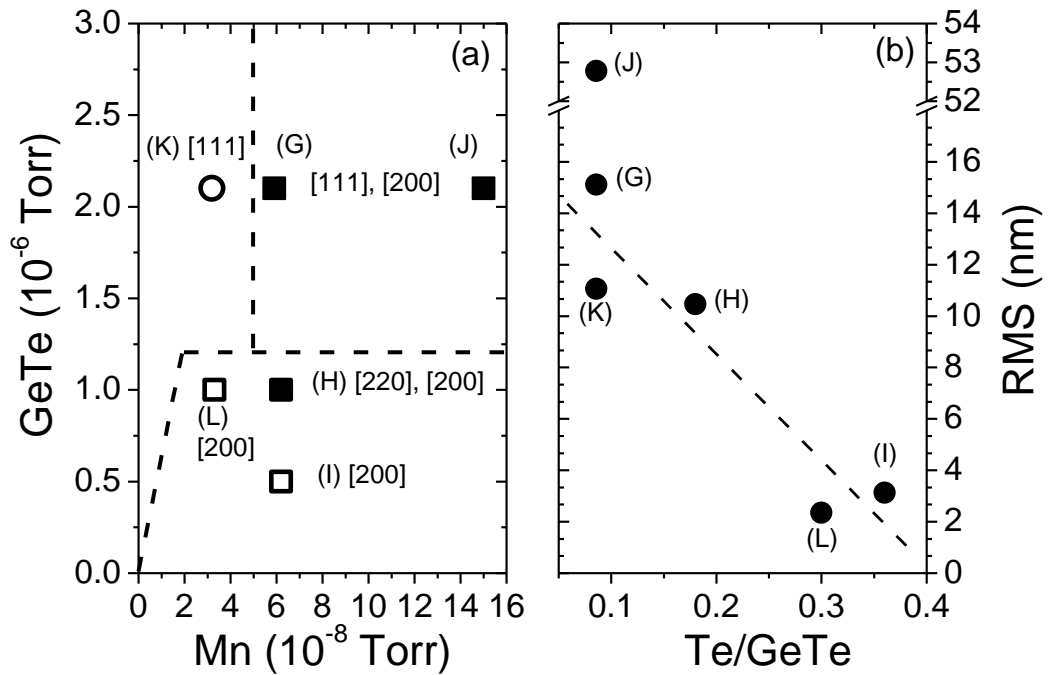 (a)
3.0
2.5
2.0
1.5
1.0
0.5
0.0
GeTe (10⁻⁶ Torr)
(K) [111]
(G)
(J)
[111], [200]
(H) [220], [200]
(L)
[200]
(I) [200]
0 2 4 6 8 10 12 14 16
Mn (10⁻⁸ Torr)
(b)
(J)
(G)
(K)
(H)
(I)
(L)
54
53
52
16
14
12
10
8
6
4
2
0
RMS (nm)
0.1 0.2 0.3 0.4
Te/GeTe